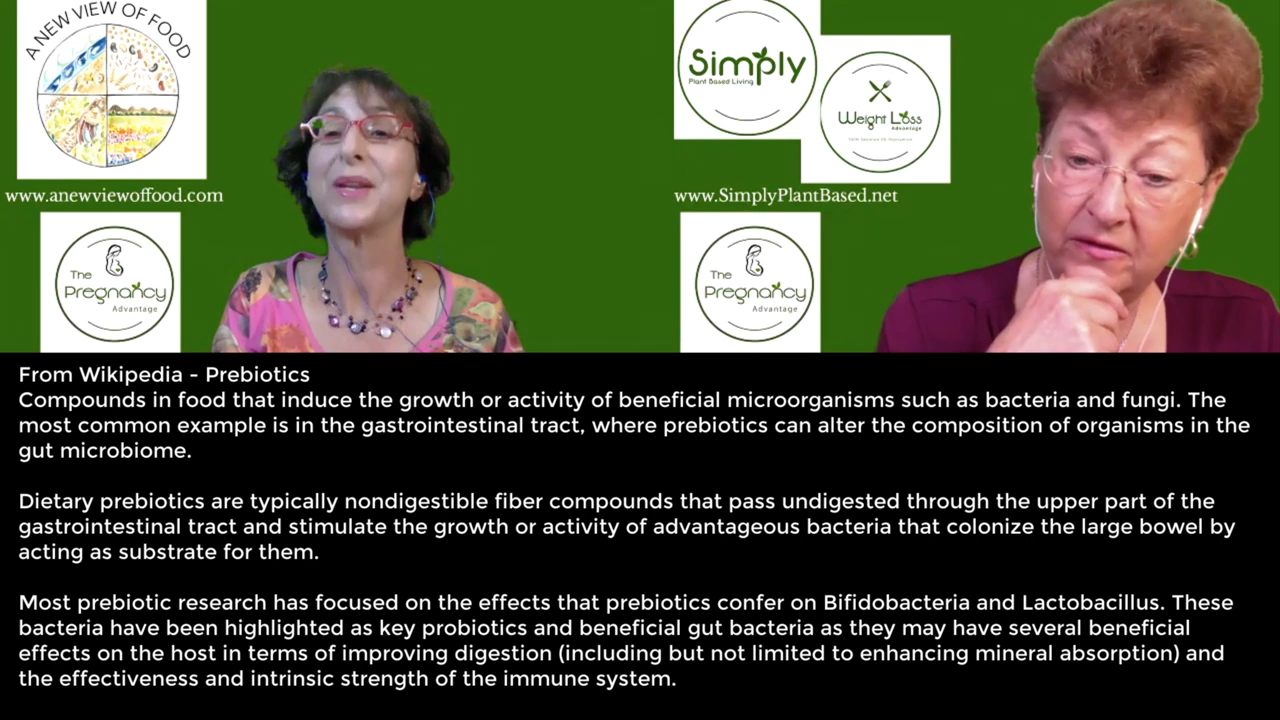 A NEW VIEW OF FOOD
www.anewviewoffood.com
The
Pregnancy
Advantage
Simply
Plant Based Living
Weight Loss
Advantage
www.SimplyPlantBased.net
The
Pregnancy
Advantage
From Wikipedia - Prebiotics
Compounds in food that induce the growth or activity of beneficial microorganisms such as bacteria and fungi. The
most common example is in the gastrointestinal tract, where prebiotics can alter the composition of organisms in the
gut microbiome.
Dietary prebiotics are typically nondigestible fiber compounds that pass undigested through the upper part of the
gastrointestinal tract and stimulate the growth or activity of advantageous bacteria that colonize the large bowel by
acting as substrate for them.
Most prebiotic research has focused on the effects that prebiotics confer on Bifidobacteria and Lactobacillus. These
bacteria have been highlighted as key probiotics and beneficial gut bacteria as they may have several beneficial
effects on the host in terms of improving digestion (including but not limited to enhancing mineral absorption) and
the effectiveness and intrinsic strength of the immune system.